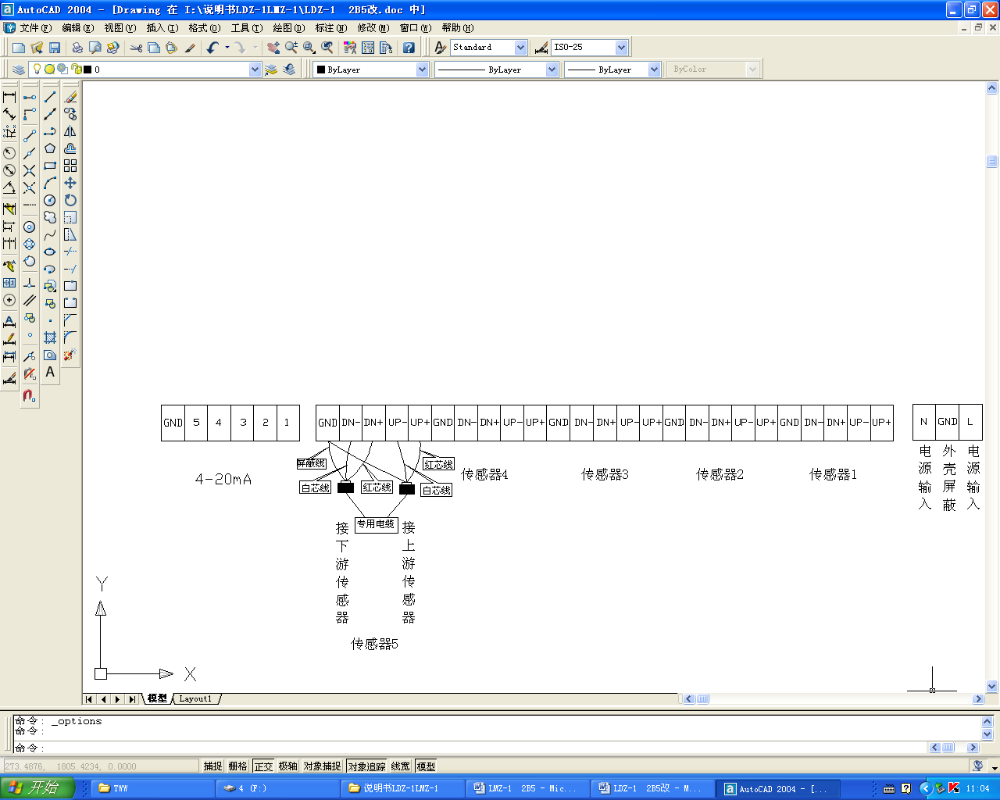 AutoCAD 2004 - [Drawing 在 I:\说明书LDZ-1LMZ-1\LDZ-1  2B5改.doc 中]
文件(F) 编辑(E) 视图(V) 插入(I) 格式(O) 工具(T) 绘图(D) 标注(N) 修改(M) 窗口(W) 帮助(H)
Standard ISO-25
0 ByLayer ByLayer ByLayer ByColor
GND 5 4 3 2 1 GND DN- DN+ UP- UP+ GND DN- DN+ UP- UP+ GND DN- DN+ UP- UP+ GND DN- DN+ UP- UP+ GND DN- DN+ UP- UP+ N GND L
屏蔽线 红芯线
4-20mA 传感器4 传感器3 传感器2 传感器1
电源输入 外壳屏蔽 电源输入
白芯线 红芯线 白芯线
专用电缆
接下游传感器
接上游传感器
传感器5
Y
X
模型 Layout1
命令: _options
命令:
命令:
273.4876, 1805.4234, 0.0000 捕捉 栅格 正交 极轴 对象捕捉 对象追踪 线宽 模型
开始 TWW 4 (F:) 说明书LDZ-1LMZ-1 LMZ-1  2B5 - Mic... LDZ-1  2B5改 - M... AutoCAD 2004 - [... 11:04